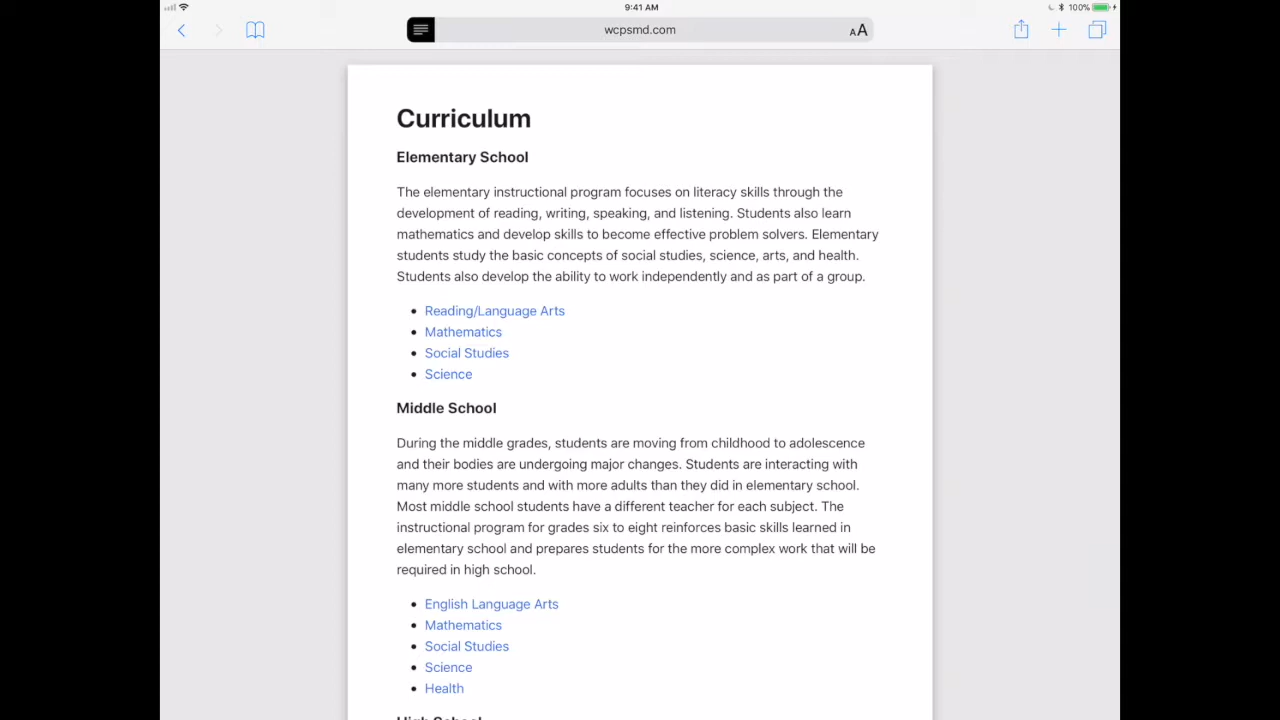 9:41 AM
100%
wcpsmd.com
AA
Curriculum
Elementary School
The elementary instructional program focuses on literacy skills through the
development of reading, writing, speaking, and listening. Students also learn
mathematics and develop skills to become effective problem solvers. Elementary
students study the basic concepts of social studies, science, arts, and health.
Students also develop the ability to work independently and as part of a group.
Reading/Language Arts
Mathematics
Social Studies
Science
Middle School
During the middle grades, students are moving from childhood to adolescence
and their bodies are undergoing major changes. Students are interacting with
many more students and with more adults than they did in elementary school.
Most middle school students have a different teacher for each subject. The
instructional program for grades six to eight reinforces basic skills learned in
elementary school and prepares students for the more complex work that will be
required in high school.
English Language Arts
Mathematics
Social Studies
Science
Health
High School